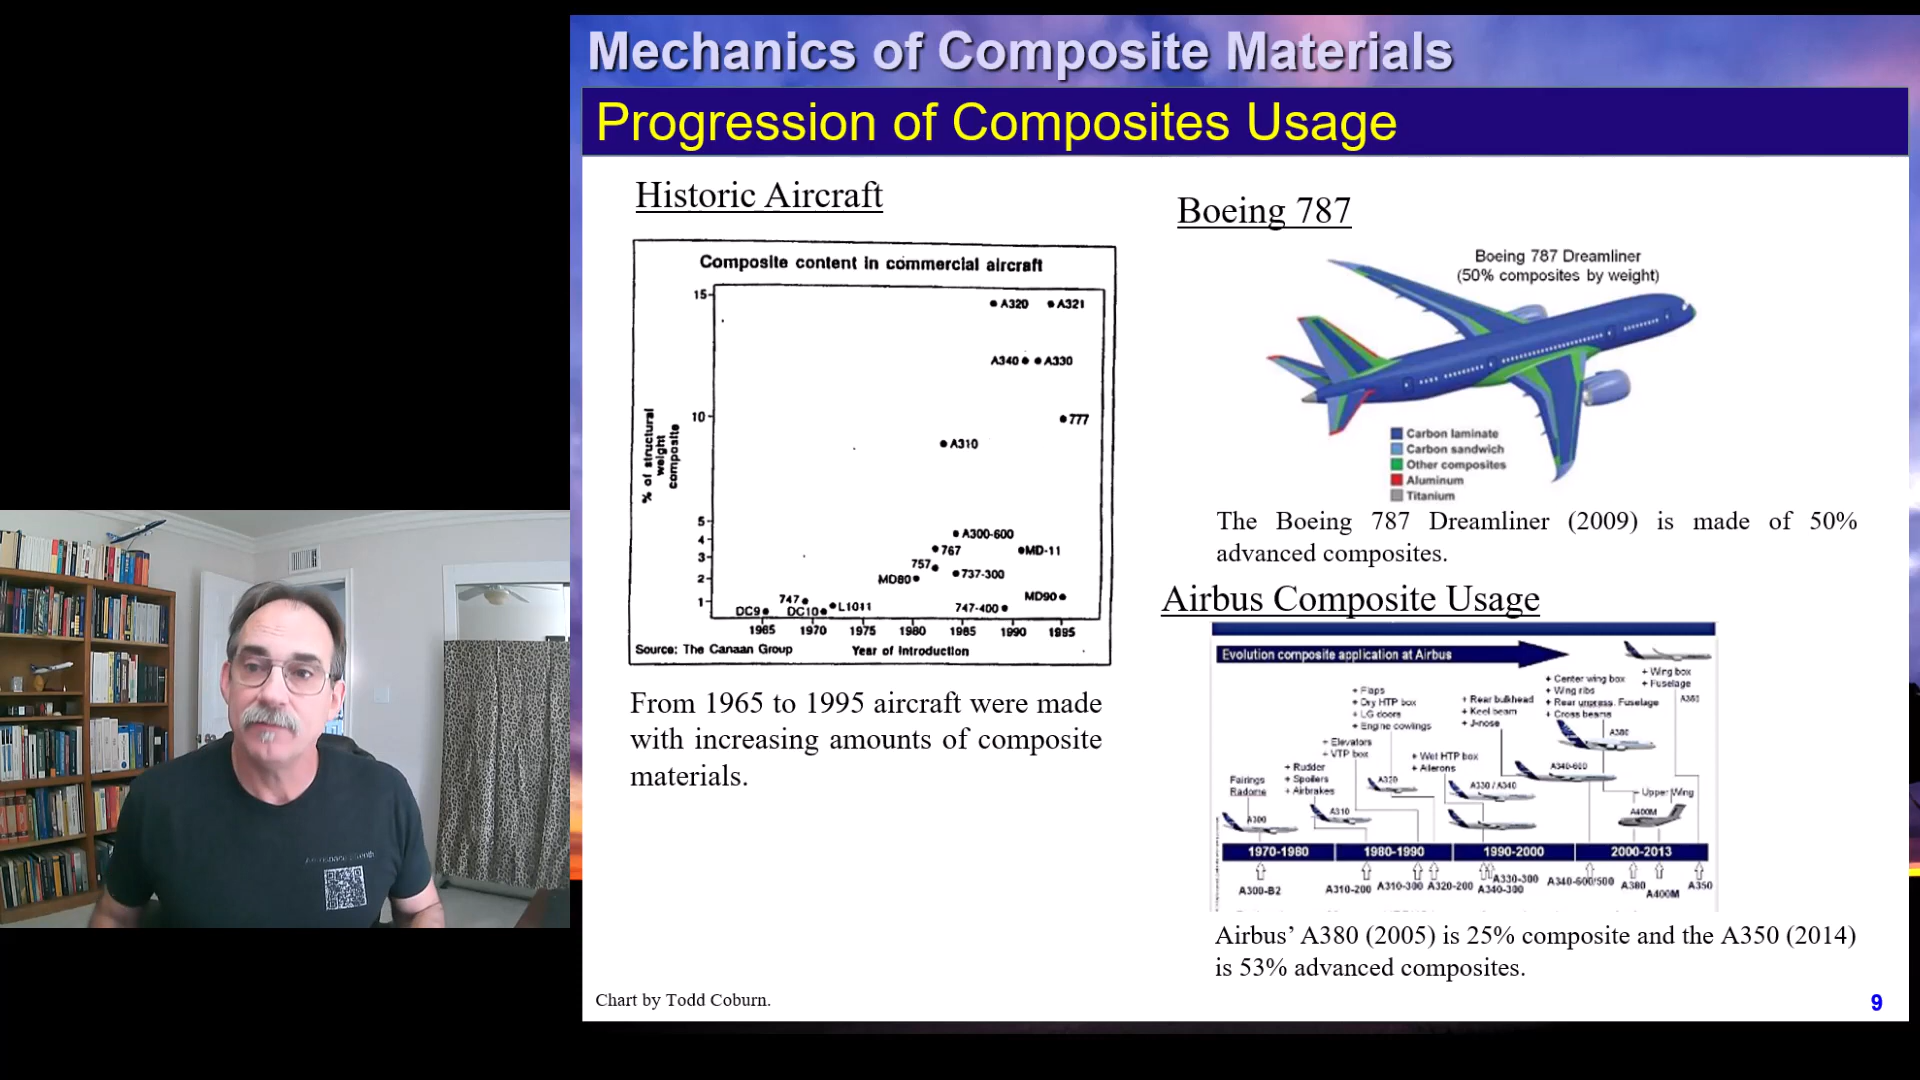 Mechanics of Composite Materials
Progression of Composites Usage
Historic Aircraft
Composite content in commercial aircraft
15
A320
A321
A340
A330
10
777
A310
% of structural
weight
composite
5
A300-600
4
767
MD-11
3
757
737-300
2
MD80
MD90
1
747
DC9
DC10
L1011
747-400
1965 1970 1975 1980 1985 1990 1995
Source: The Canaan Group
Year of Introduction
From 1965 to 1995 aircraft were made
with increasing amounts of composite
materials.
Boeing 787
Boeing 787 Dreamliner
(50% composites by weight)
Carbon laminate
Carbon sandwich
Other composites
Aluminum
Titanium
The Boeing 787 Dreamliner (2009) is made of 50%
advanced composites.
Airbus Composite Usage
Evolution composite application at Airbus
Fairings
Radome
A300
+ Rudder
+ Spoilers
+ Airbrakes
A310
+ Elevators
+ VTP box
+ Flaps
+ Dry HTP box
+ LG doors
+ Engine cowlings
A320
+ Wet HTP box
+ Ailerons
A330 / A340
+ Rear bulkhead
+ Keel beam
+ J-nose
A340-600
+ Center wing box
+ Wing ribs
+ Rear unpress. Fuselage
+ Cross beams
A380
- Upper Wing
A400M
+ Wing box
+ Fuselage
1970-1980
1980-1990
1990-2000
2000-2013
A300-B2
A310-200
A310-300
A320-200
A330-300
A340-300
A340-600/500
A380
A400M
A350
Airbus' A380 (2005) is 25% composite and the A350 (2014)
is 53% advanced composites.
Chart by Todd Coburn.
9